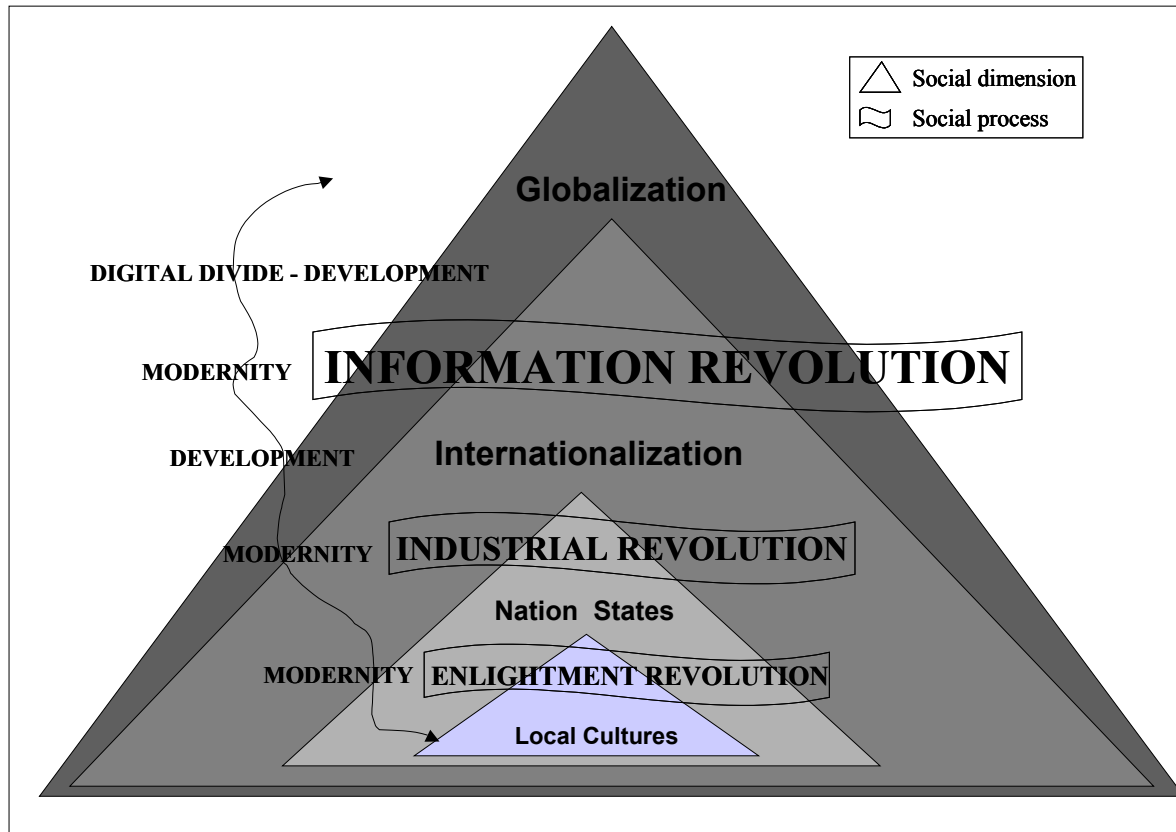 Social dimension
Social process
Globalization
DIGITAL DIVIDE - DEVELOPMENT
MODERNITY
INFORMATION REVOLUTION
DEVELOPMENT
Internationalization
MODERNITY
INDUSTRIAL REVOLUTION
Nation States
MODERNITY
ENLIGHTMENT REVOLUTION
Local Cultures